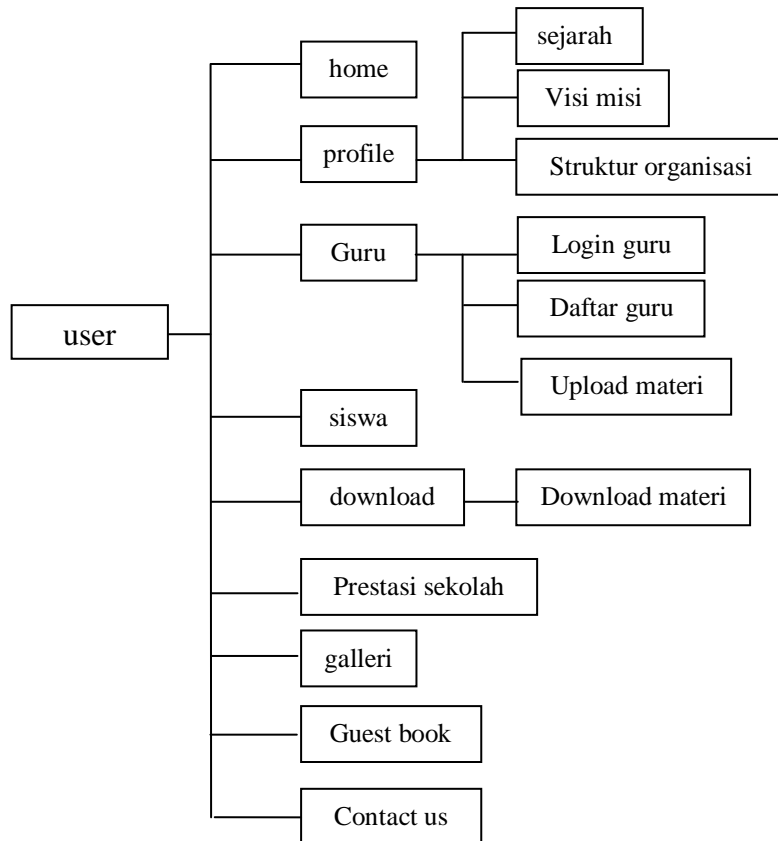 user
home
profile
sejarah
Visi misi
Struktur organisasi
Guru
Login guru
Daftar guru
Upload materi
siswa
download
Download materi
Prestasi sekolah
galleri
Guest book
Contact us